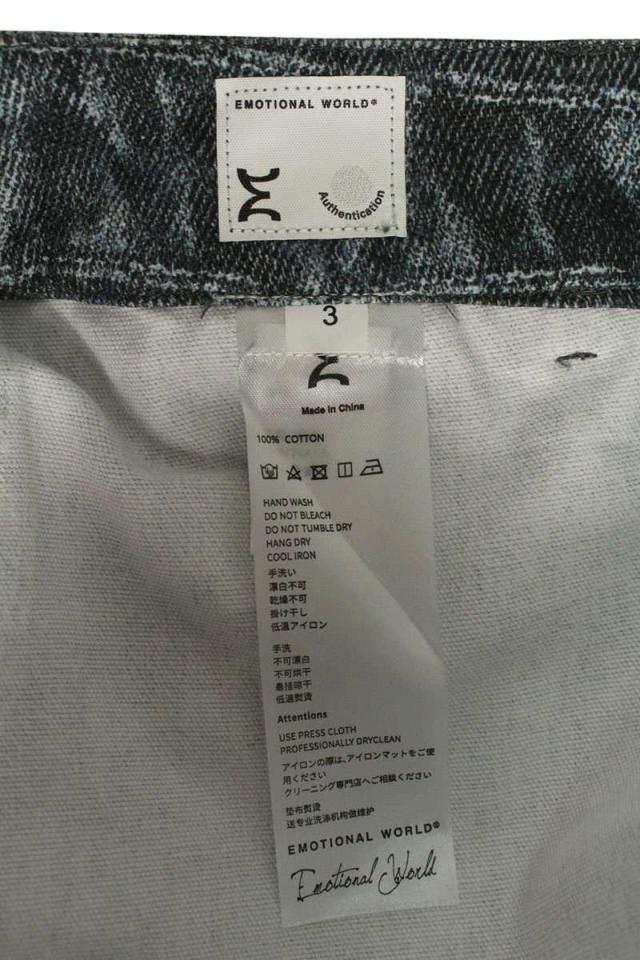 EMOTIONAL WORLD®
Authentication
3
Made in China
100% COTTON
HAND WASH
DO NOT BLEACH
DO NOT TUMBLE DRY
HANG DRY
COOL IRON
手洗い
漂白不可
乾燥不可
掛け干し
低温アイロン
手洗
不可漂白
不可烘干
悬挂晾干
低温熨烫
Attentions
USE PRESS CLOTH
PROFESSIONALLY DRYCLEAN
アイロンの際は、アイロンマットをご使
用ください
クリーニング専門店へご相談ください
垫布熨烫
送专业洗涤机构做维护
EMOTIONAL WORLD®
Emotional World